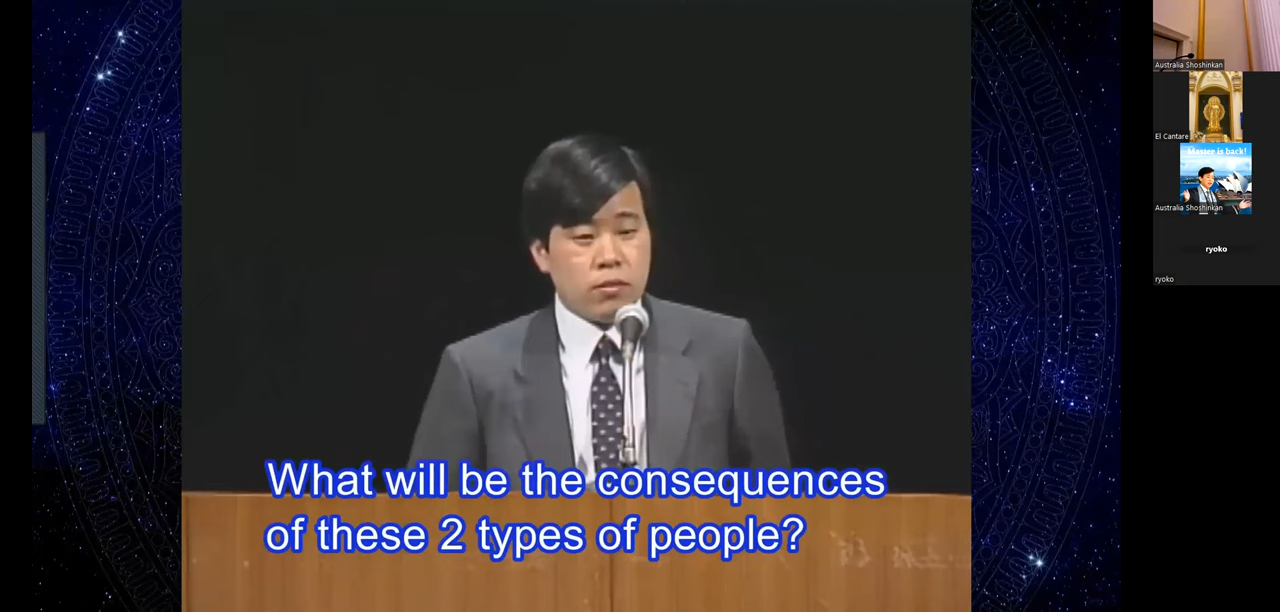 What will be the consequences
of these 2 types of people?
Australia Shoshinkan
El Cantare
Master is back!
Australia Shoshinkan
ryoko
ryoko